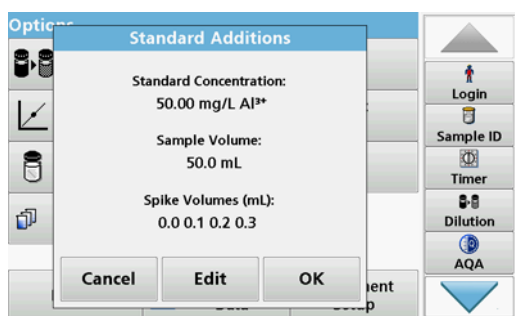 Options
Standard Additions
Standard Concentration:
50.00 mg/L Al³⁺
Sample Volume:
50.0 mL
Spike Volumes (mL):
0.0 0.1 0.2 0.3
Cancel
Edit
OK
Login
Sample ID
Timer
Dilution
AQA